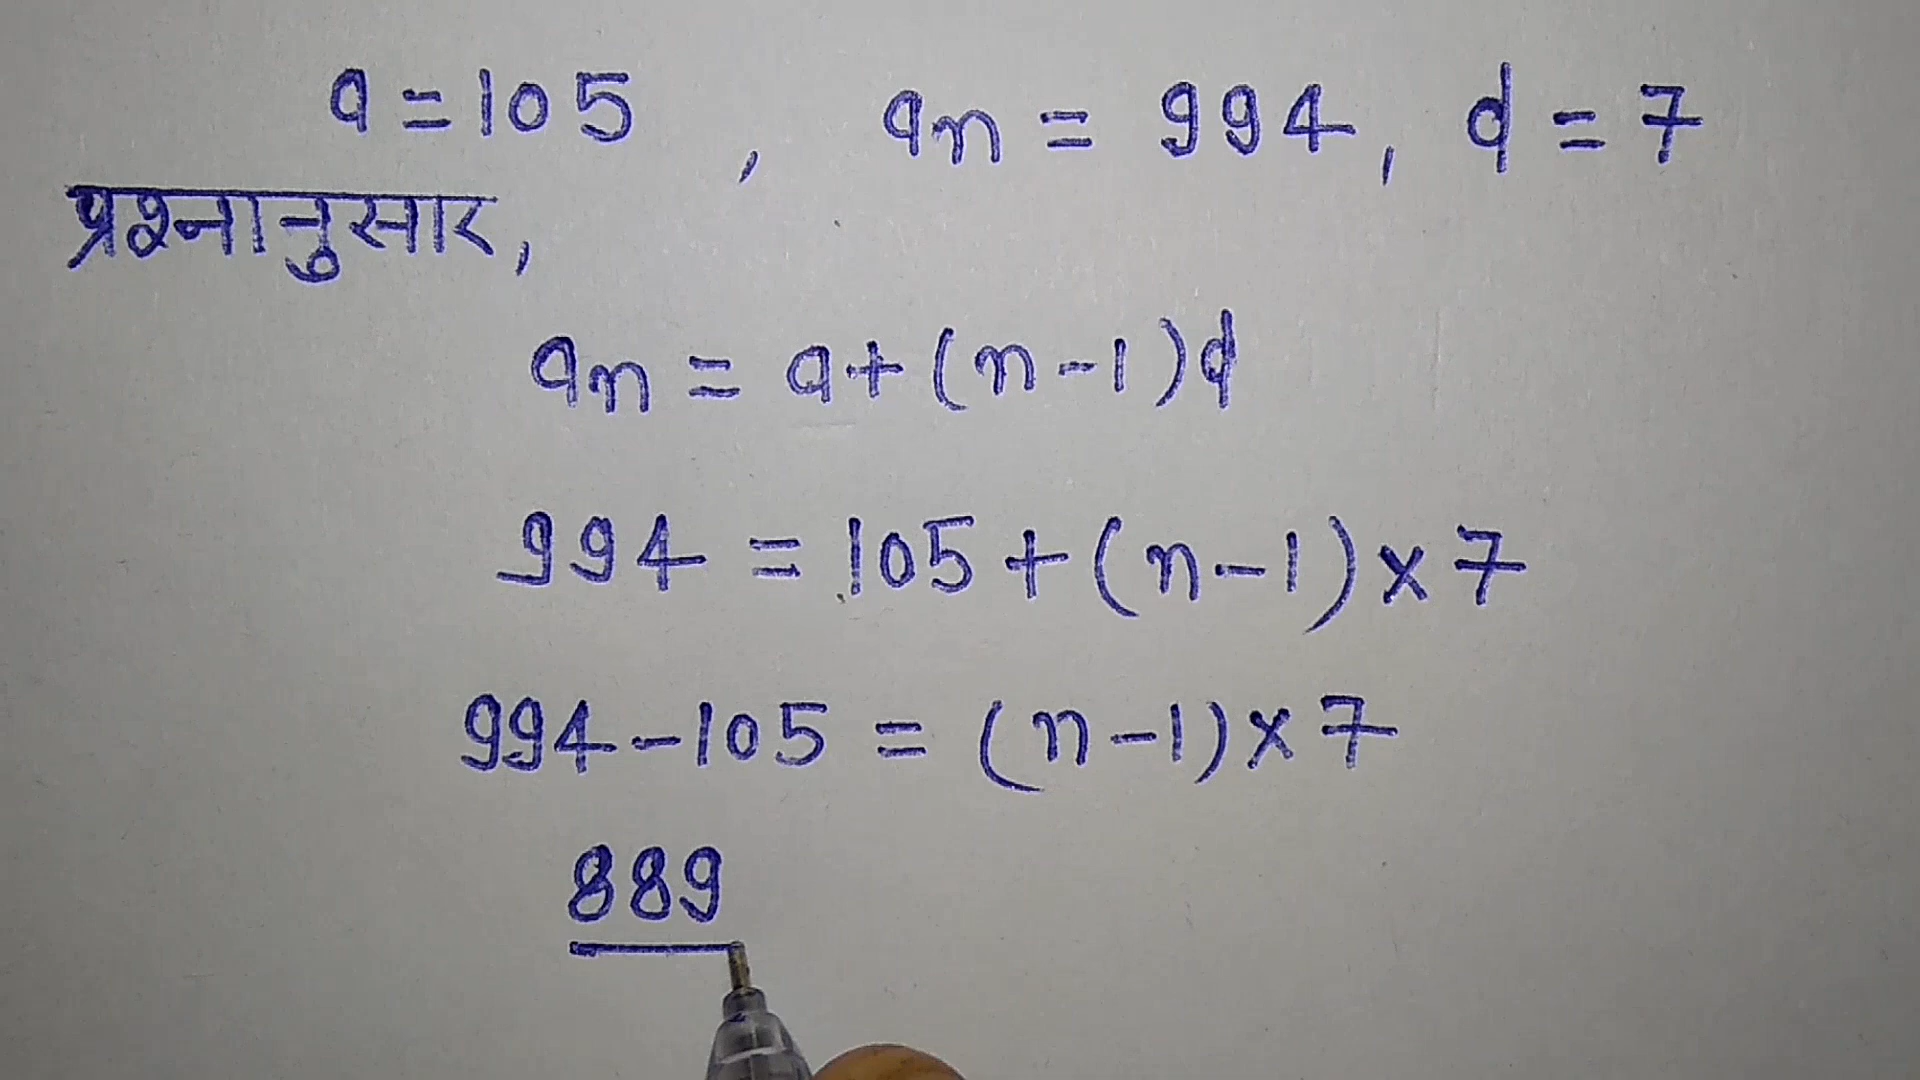 a = 105 , an = 994, d = 7
प्रश्नानुसार,
an = a+(n-1)d
994 = 105+(n-1)×7
994-105 = (n-1)×7
889